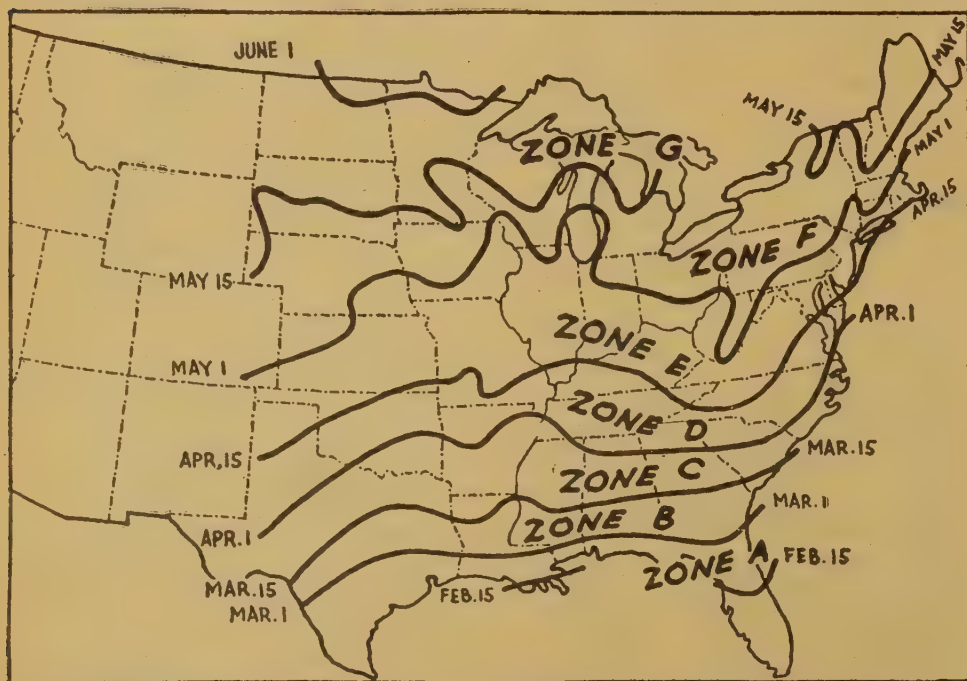 JUNE 1
MAY 15
MAY 15
MAY 1
APR.15
ZONE G
ZONE F
MAY 15
APR.1
ZONE E
MAY 1
ZONE D
APR,15
MAR.15
ZONE C
MAR.1
APR.1
ZONE B
ZONE A
FEB.15
MAR.15
FEB.15
MAR.1